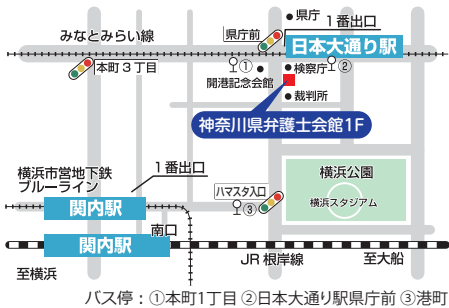 県庁
1番出口
県庁前
みなとみらい線
日本大通り駅
本町3丁目
①
開港記念会館
検察庁
②
裁判所
神奈川県弁護士会館1F
横浜市営地下鉄
ブルーライン
1番出口
関内駅
ハマスタ入口
③
横浜公園
横浜スタジアム
南口
関内駅
JR根岸線
至横浜
至大船
バス停：①本町1丁目 ②日本大通り駅県庁前 ③港町